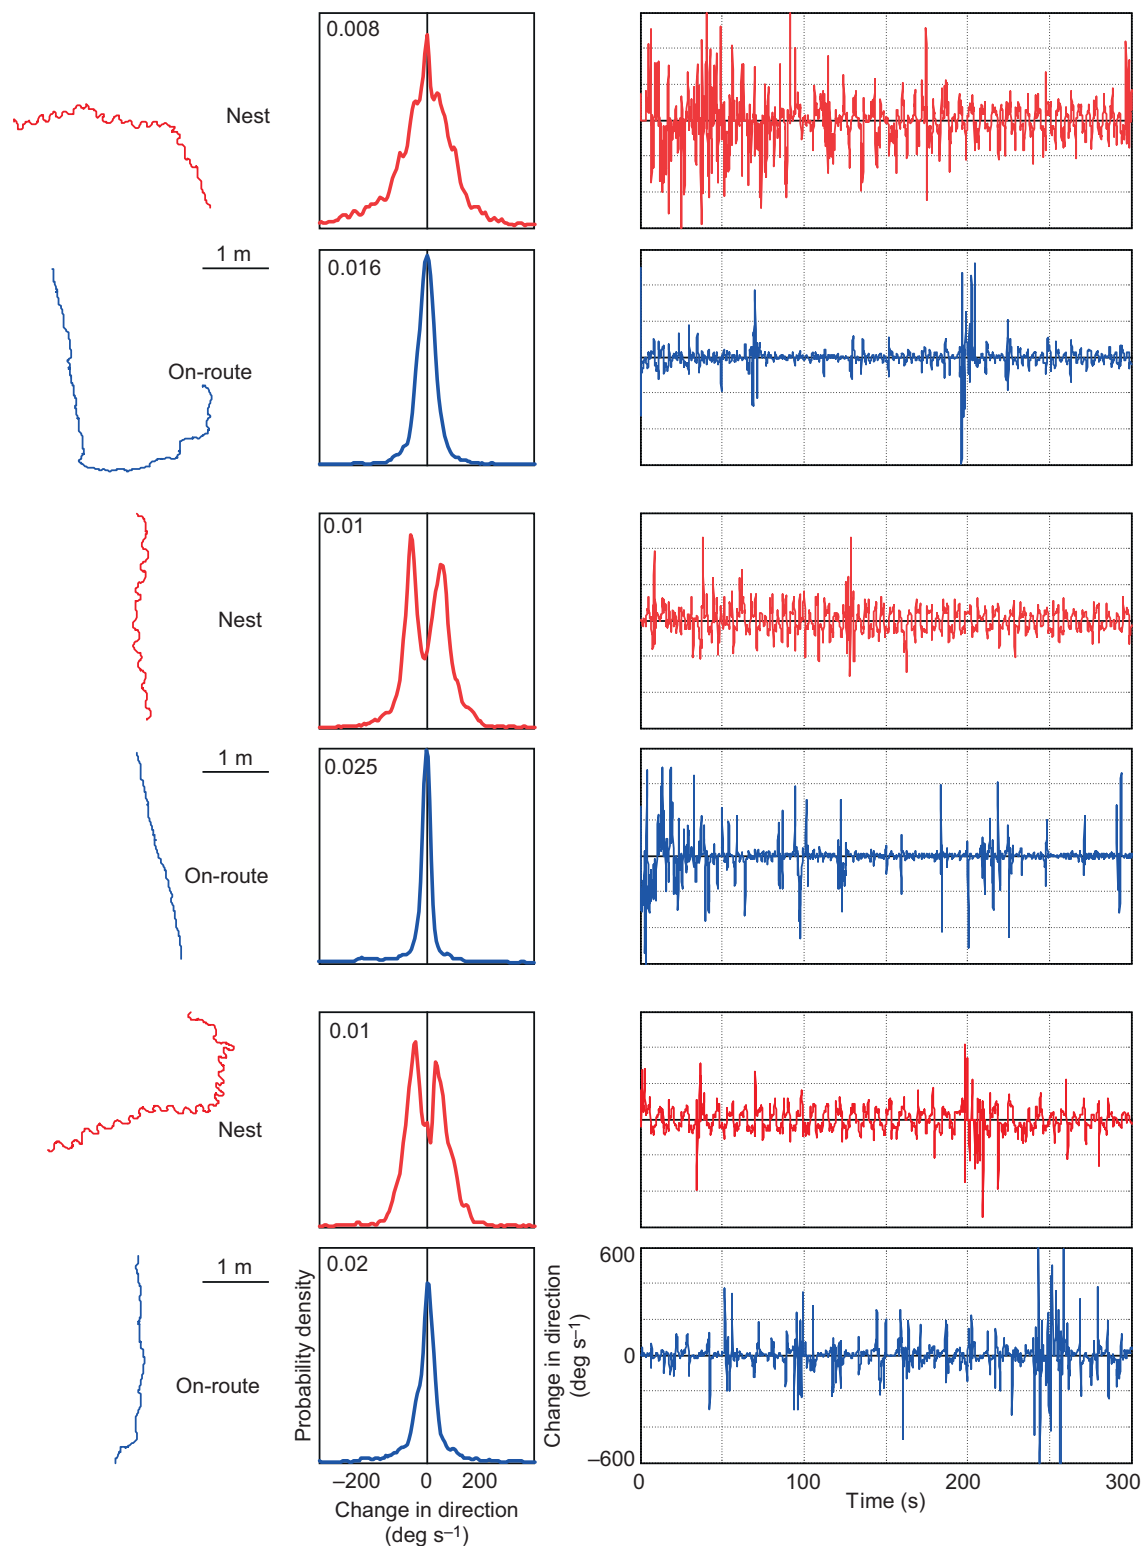 0.008
Nest
1 m
0.016
On-route
0.01
Nest
1 m
0.025
On-route
0.01
Nest
1 m
0.02
On-route
Probability density
–200 0 200
Change in direction
(deg s–1)
Change in direction
(deg s–1)
600
0
–600
0 100 200 300
Time (s)